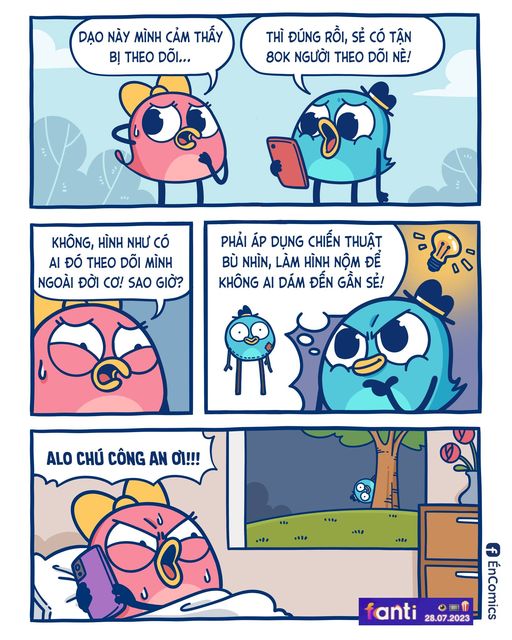 DẠO NÀY MÌNH CẢM THẤY
BỊ THEO DÕI...
THÌ ĐÚNG RỒI, SẺ CÓ TẬN
80K NGƯỜI THEO DÕI NÈ!
KHÔNG, HÌNH NHƯ CÓ
AI ĐÓ THEO DÕI MÌNH
NGOÀI ĐỜI CƠ! SAO GIỜ?
PHẢI ÁP DỤNG CHIẾN THUẬT
BÙ NHÌN, LÀM HÌNH NỘM ĐỂ
KHÔNG AI DÁM ĐẾN GẦN SẺ!
ALO CHÚ CÔNG AN ƠI!!!
ÉnComics
fanti
28.07.2023